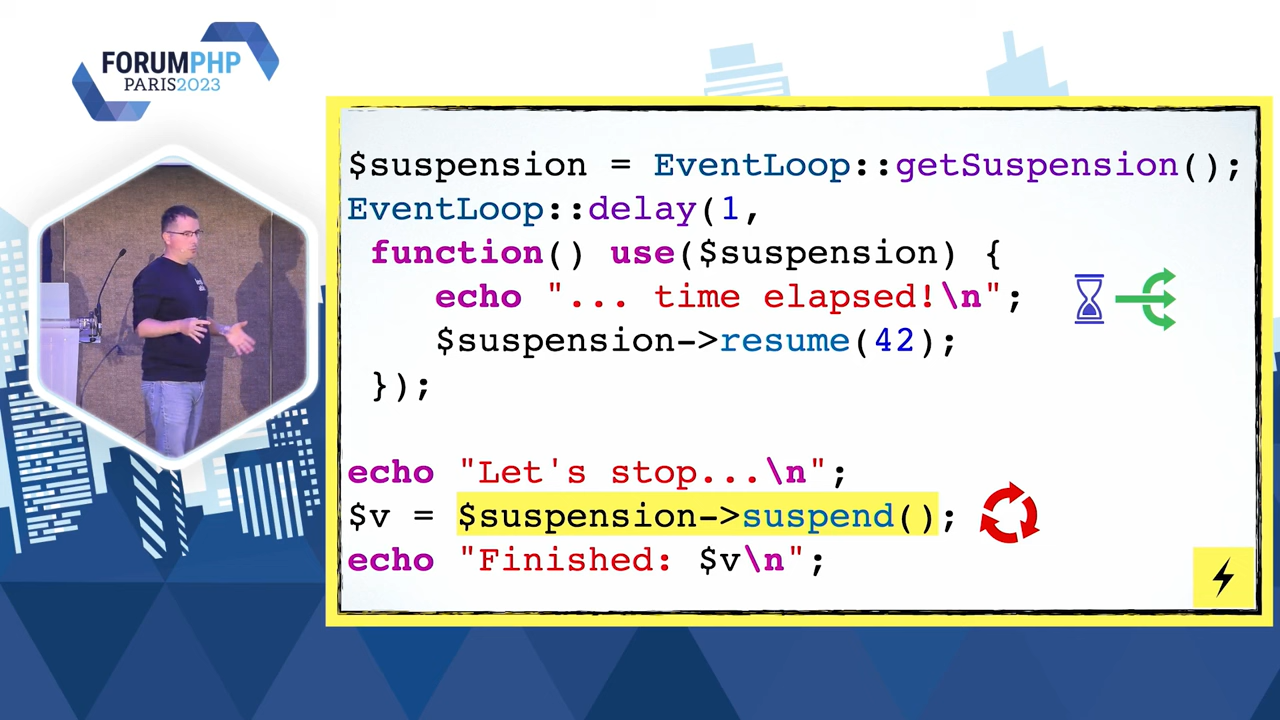 FORUMPHP
PARIS2023
$suspension = EventLoop::getSuspension();
EventLoop::delay(1,
function() use($suspension) {
echo "... time elapsed!\n";
$suspension->resume(42);
});
echo "Let's stop...\n";
$v = $suspension->suspend();
echo "Finished: $v\n";